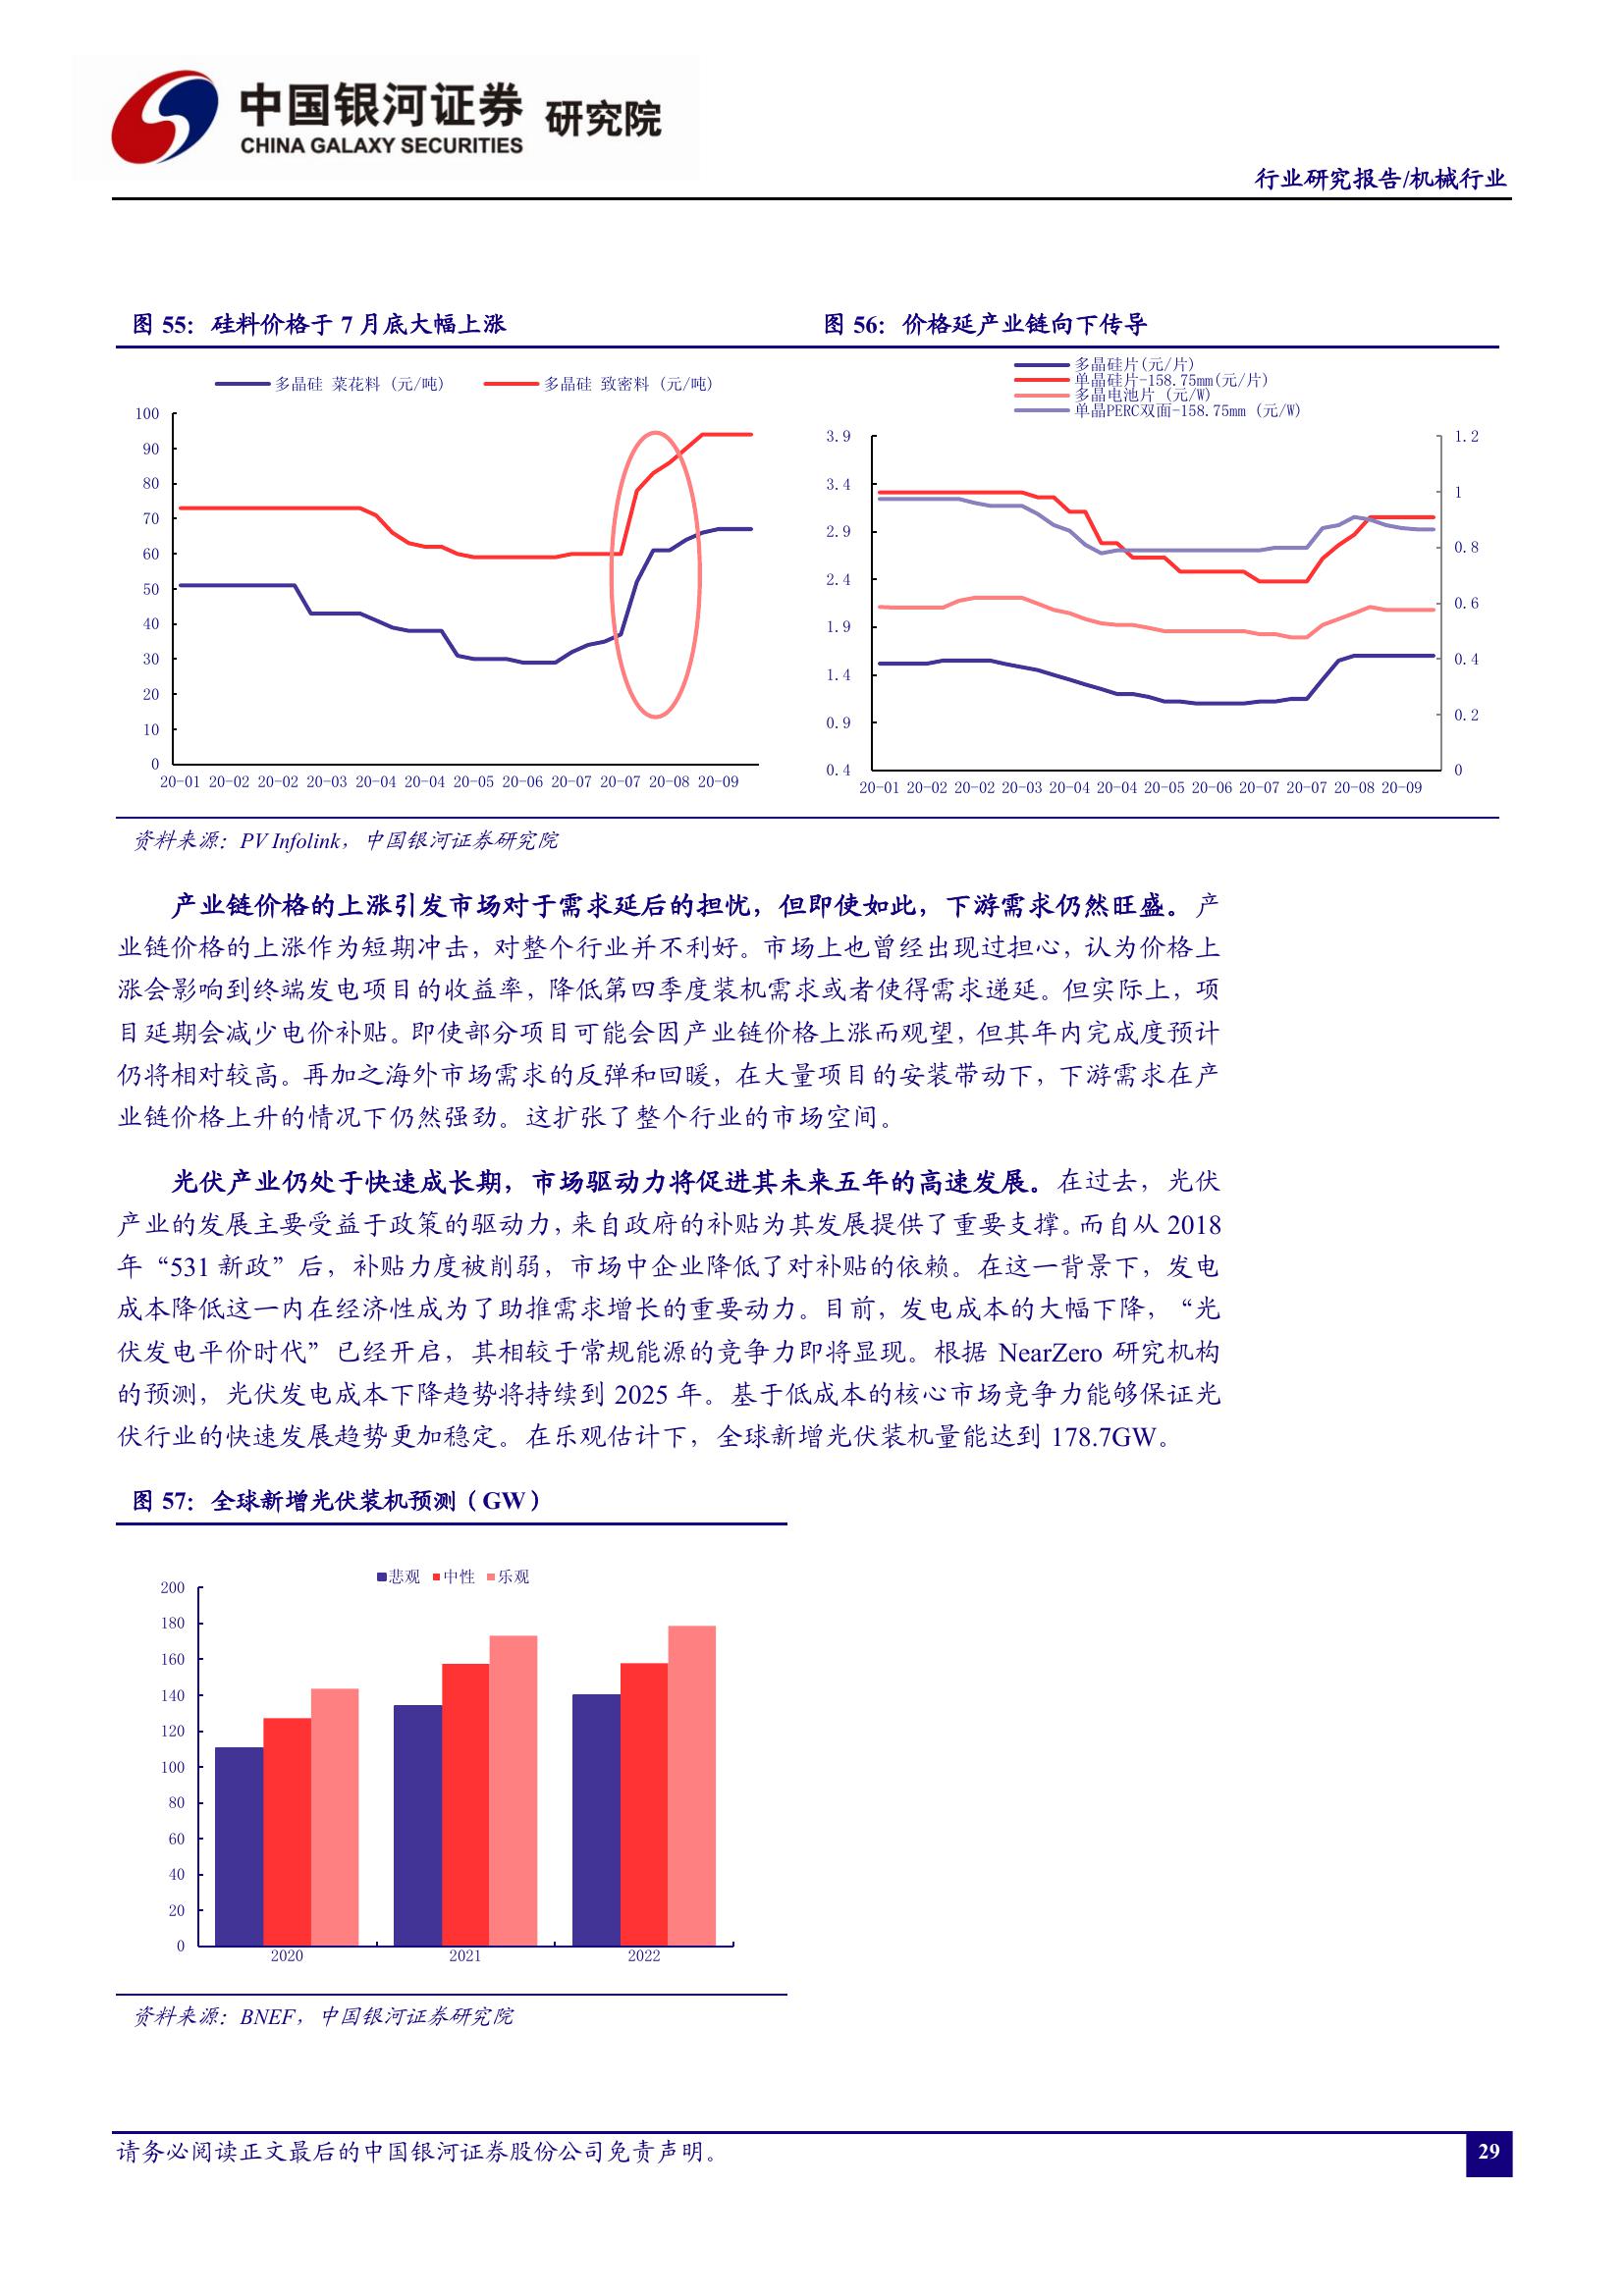 中国银河证券 研究院
CHINA GALAXY SECURITIES
行业研究报告/机械行业
图 55：硅料价格于 7 月底大幅上涨
多晶硅 菜花料 (元/吨)
多晶硅 致密料 (元/吨)
100
90
80
70
60
50
40
30
20
10
0
20-01 20-02 20-02 20-03 20-04 20-04 20-05 20-06 20-07 20-07 20-08 20-09
图 56：价格延产业链向下传导
多晶硅片(元/片)
单晶硅片-158.75mm(元/片)
多晶电池片 (元/W)
单晶PERC双面-158.75mm (元/W)
3.9
3.4
2.9
2.4
1.9
1.4
0.9
0.4
1.2
1
0.8
0.6
0.4
0.2
0
20-01 20-02 20-02 20-03 20-04 20-04 20-05 20-06 20-07 20-07 20-08 20-09
资料来源：PV Infolink，中国银河证券研究院
产业链价格的上涨引发市场对于需求延后的担忧，但即使如此，下游需求仍然旺盛。产
业链价格的上涨作为短期冲击，对整个行业并不利好。市场上也曾经出现过担心，认为价格上
涨会影响到终端发电项目的收益率，降低第四季度装机需求或者使得需求递延。但实际上，项
目延期会减少电价补贴。即使部分项目可能会因产业链价格上涨而观望，但其年内完成度预计
仍将相对较高。再加之海外市场需求的反弹和回暖，在大量项目的安装带动下，下游需求在产
业链价格上升的情况下仍然强劲。这扩张了整个行业的市场空间。
光伏产业仍处于快速成长期，市场驱动力将促进其未来五年的高速发展。在过去，光伏
产业的发展主要受益于政策的驱动力，来自政府的补贴为其发展提供了重要支撑。而自从 2018
年“531 新政”后，补贴力度被削弱，市场中企业降低了对补贴的依赖。在这一背景下，发电
成本降低这一内在经济性成为了助推需求增长的重要动力。目前，发电成本的大幅下降，“光
伏发电平价时代”已经开启，其相较于常规能源的竞争力即将显现。根据 NearZero 研究机构
的预测，光伏发电成本下降趋势将持续到 2025 年。基于低成本的核心市场竞争力能够保证光
伏行业的快速发展趋势更加稳定。在乐观估计下，全球新增光伏装机量能达到 178.7GW。
图 57：全球新增光伏装机预测（GW）
悲观 中性 乐观
200
180
160
140
120
100
80
60
40
20
0
2020 2021 2022
资料来源：BNEF，中国银河证券研究院
请务必阅读正文最后的中国银河证券股份公司免责声明。
29